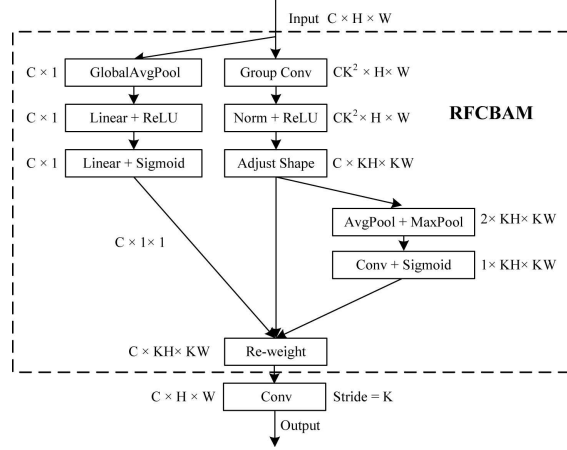 Input C × H × W
C × 1 GlobalAvgPool Group Conv CK² × H× W
C × 1 Linear + ReLU Norm + ReLU CK² × H × W
RFCBAM
C × 1 Linear + Sigmoid Adjust Shape C × KH× KW
AvgPool + MaxPool 2× KH× KW
C × 1× 1
Conv + Sigmoid 1× KH× KW
C × KH× KW Re-weight
C × H × W Conv Stride = K
Output